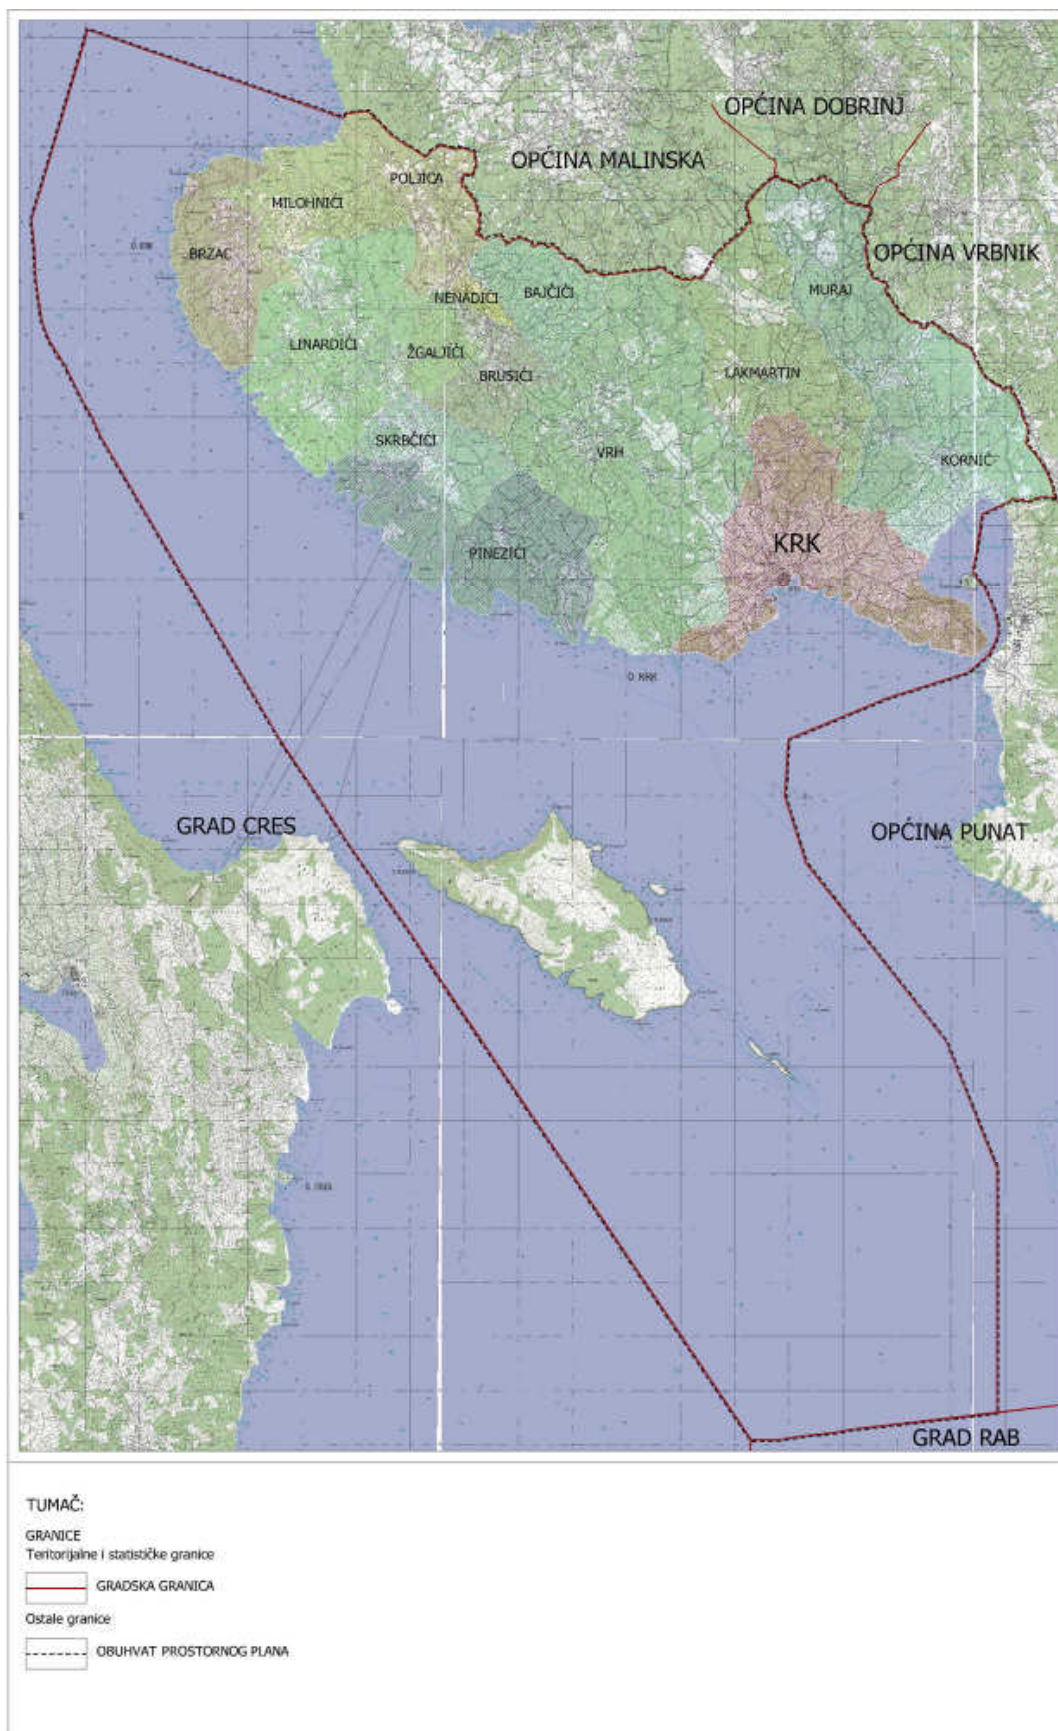 OPĆINA DOBRINJ
OPĆINA MALINSKA
POLJICA
MILOHNIĆI
OPĆINA VRBNIK
BRZAC
MURAJ
BAJČIĆI
NENADIĆI
LINARDIĆI
ŽGALJIĆI
BRUSIĆI
LAKMARTIN
SKRBČIĆI
VRH
KORNIĆ
KRK
PINEZIĆI
O. KRK
GRAD CRES
OPĆINA PUNAT
GRAD RAB
TUMAČ:
GRANICE
Teritorijalne i statističke granice
GRADSKA GRANICA
Ostale granice
OBUHVAT PROSTORNOG PLANA